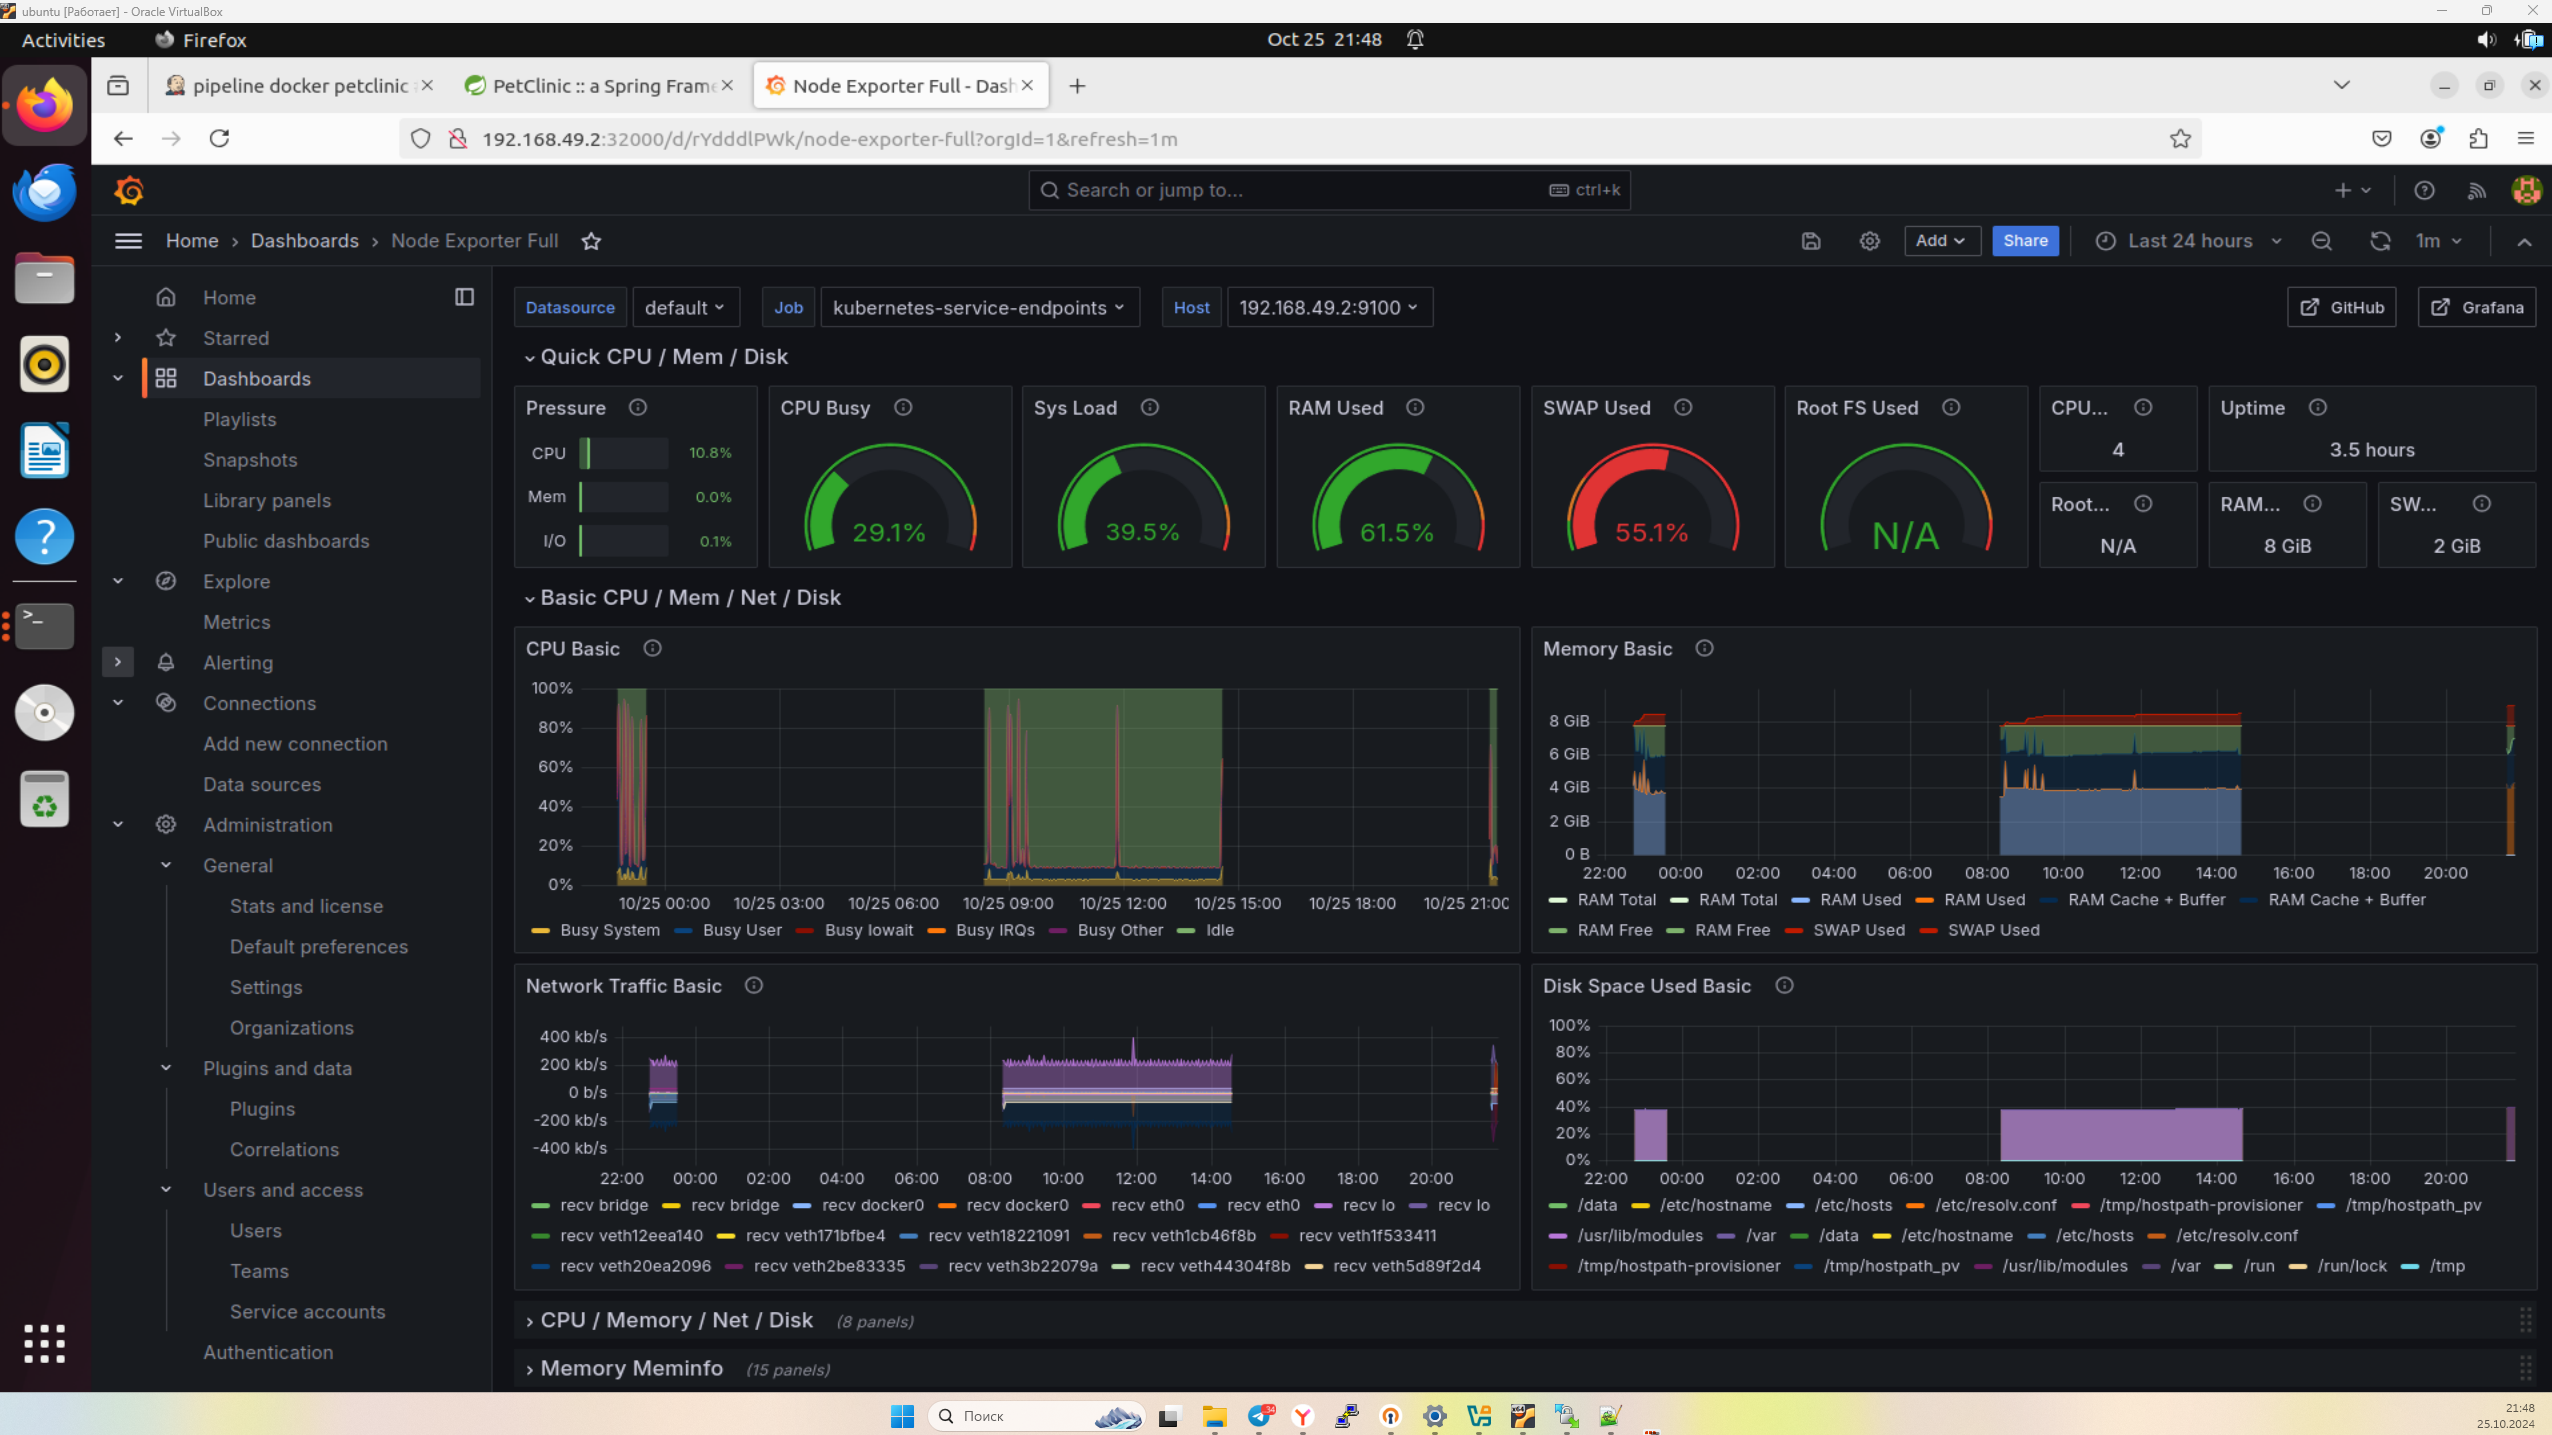 ubuntu [Работает] - Oracle VirtualBox
Activities Firefox Oct 25 21:48
pipeline docker petclinic PetClinic :: a Spring Frame Node Exporter Full - Dash
192.168.49.2:32000/d/rYdddlPWk/node-exporter-full?orgId=1&refresh=1m
Search or jump to... ctrl+k
Home › Dashboards › Node Exporter Full Add Share Last 24 hours 1m
Home
Starred
Dashboards
Playlists
Snapshots
Library panels
Public dashboards
Explore
Metrics
Alerting
Connections
Add new connection
Data sources
Administration
General
Stats and license
Default preferences
Settings
Organizations
Plugins and data
Plugins
Correlations
Users and access
Users
Teams
Service accounts
Authentication
Datasource default Job kubernetes-service-endpoints Host 192.168.49.2:9100 GitHub Grafana
Quick CPU / Mem / Disk
Pressure
CPU 10.8%
Mem 0.0%
I/O 0.1%
CPU Busy
29.1%
Sys Load
39.5%
RAM Used
61.5%
SWAP Used
55.1%
Root FS Used
N/A
CPU...
4
Uptime
3.5 hours
Root...
N/A
RAM...
8 GiB
SW...
2 GiB
Basic CPU / Mem / Net / Disk
CPU Basic
100%
80%
60%
40%
20%
0%
10/25 00:00 10/25 03:00 10/25 06:00 10/25 09:00 10/25 12:00 10/25 15:00 10/25 18:00 10/25 21:00
Busy System Busy User Busy Iowait Busy IRQs Busy Other Idle
Memory Basic
8 GiB
6 GiB
4 GiB
2 GiB
0 B
22:00 00:00 02:00 04:00 06:00 08:00 10:00 12:00 14:00 16:00 18:00 20:00
RAM Total RAM Total RAM Used RAM Used RAM Cache + Buffer RAM Cache + Buffer
RAM Free RAM Free SWAP Used SWAP Used
Network Traffic Basic
400 kb/s
200 kb/s
0 b/s
-200 kb/s
-400 kb/s
22:00 00:00 02:00 04:00 06:00 08:00 10:00 12:00 14:00 16:00 18:00 20:00
recv bridge recv bridge recv docker0 recv docker0 recv eth0 recv eth0 recv lo recv lo
recv veth12eea140 recv veth171bfbe4 recv veth18221091 recv veth1cb46f8b recv veth1f533411
recv veth20ea2096 recv veth2be83335 recv veth3b22079a recv veth44304f8b recv veth5d89f2d4
Disk Space Used Basic
100%
80%
60%
40%
20%
0%
22:00 00:00 02:00 04:00 06:00 08:00 10:00 12:00 14:00 16:00 18:00 20:00
/data /etc/hostname /etc/hosts /etc/resolv.conf /tmp/hostpath-provisioner /tmp/hostpath_pv
/usr/lib/modules /var /data /etc/hostname /etc/hosts /etc/resolv.conf
/tmp/hostpath-provisioner /tmp/hostpath_pv /usr/lib/modules /var /run /run/lock /tmp
CPU / Memory / Net / Disk (8 panels)
Memory Meminfo (15 panels)
Поиск
34
21:48
25.10.2024